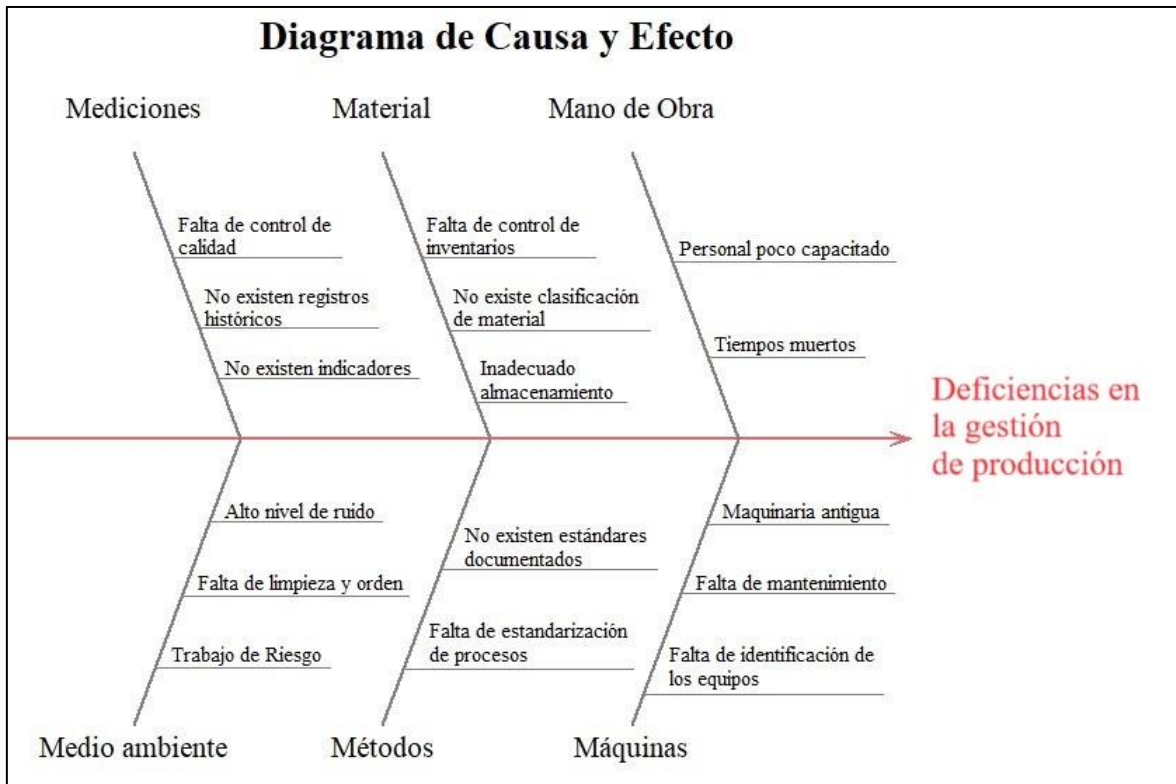 Diagrama de Causa y Efecto
Mediciones
Material
Mano de Obra
Falta de control de
calidad
No existen registros
históricos
No existen indicadores
Falta de control de
inventarios
No existe clasificación
de material
Inadecuado
almacenamiento
Personal poco capacitado
Tiempos muertos
Deficiencias en
la gestión
de producción
Alto nivel de ruido
Falta de limpieza y orden
Trabajo de Riesgo
No existen estándares
documentados
Falta de estandarización
de procesos
Maquinaria antigua
Falta de mantenimiento
Falta de identificación de
los equipos
Medio ambiente
Métodos
Máquinas